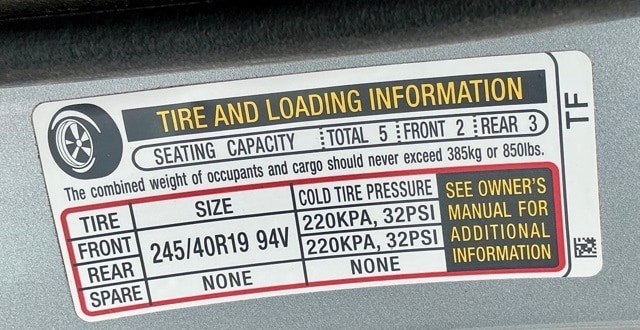 TIRE AND LOADING INFORMATION
SEATING CAPACITY TOTAL 5 FRONT 2 REAR 3
The combined weight of occupants and cargo should never exceed 385kg or 850lbs.
TIRE SIZE COLD TIRE PRESSURE
FRONT 245/40R19 94V 220KPA, 32PSI
REAR 220KPA, 32PSI
SPARE NONE NONE
SEE OWNER'S
MANUAL FOR
ADDITIONAL
INFORMATION
TF